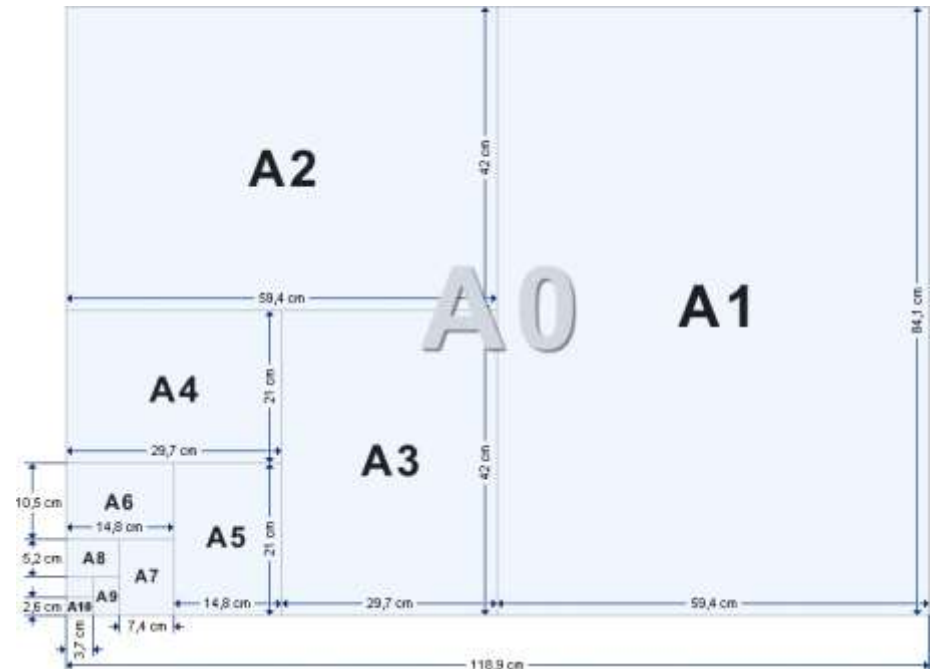 A2
42 cm
A0
A1
84,1 cm
59,4 cm
A4
21 cm
29,7 cm
A3
42 cm
10,5 cm
A6
14,8 cm
A5
21 cm
5,2 cm
A8
A7
2,6 cm
A10
A9
14,8 cm
29,7 cm
59,4 cm
3,7 cm
7,4 cm
118,9 cm